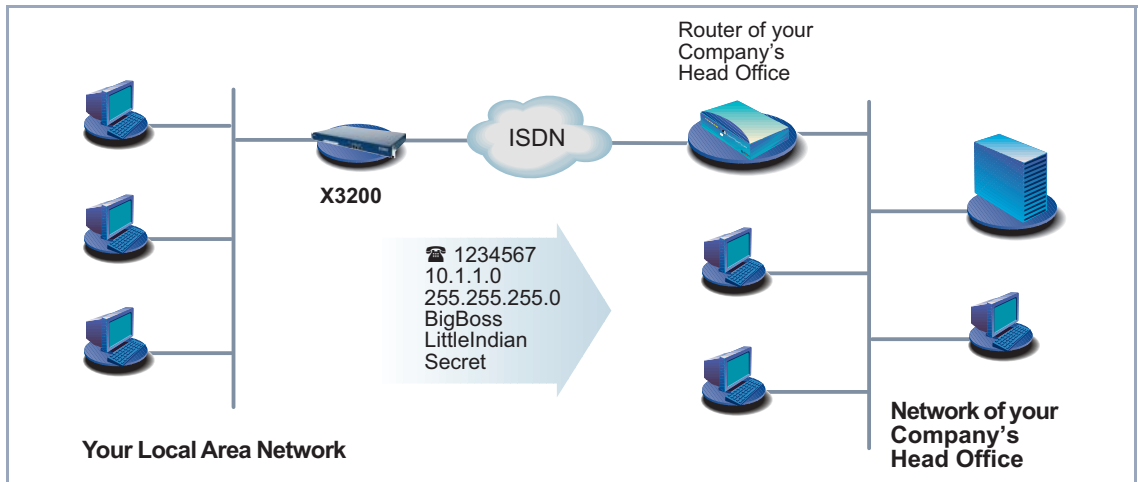 Router of your
Company's
Head Office
ISDN
X3200
☎ 1234567
10.1.1.0
255.255.255.0
BigBoss
LittleIndian
Secret
Your Local Area Network
Network of your
Company's
Head Office